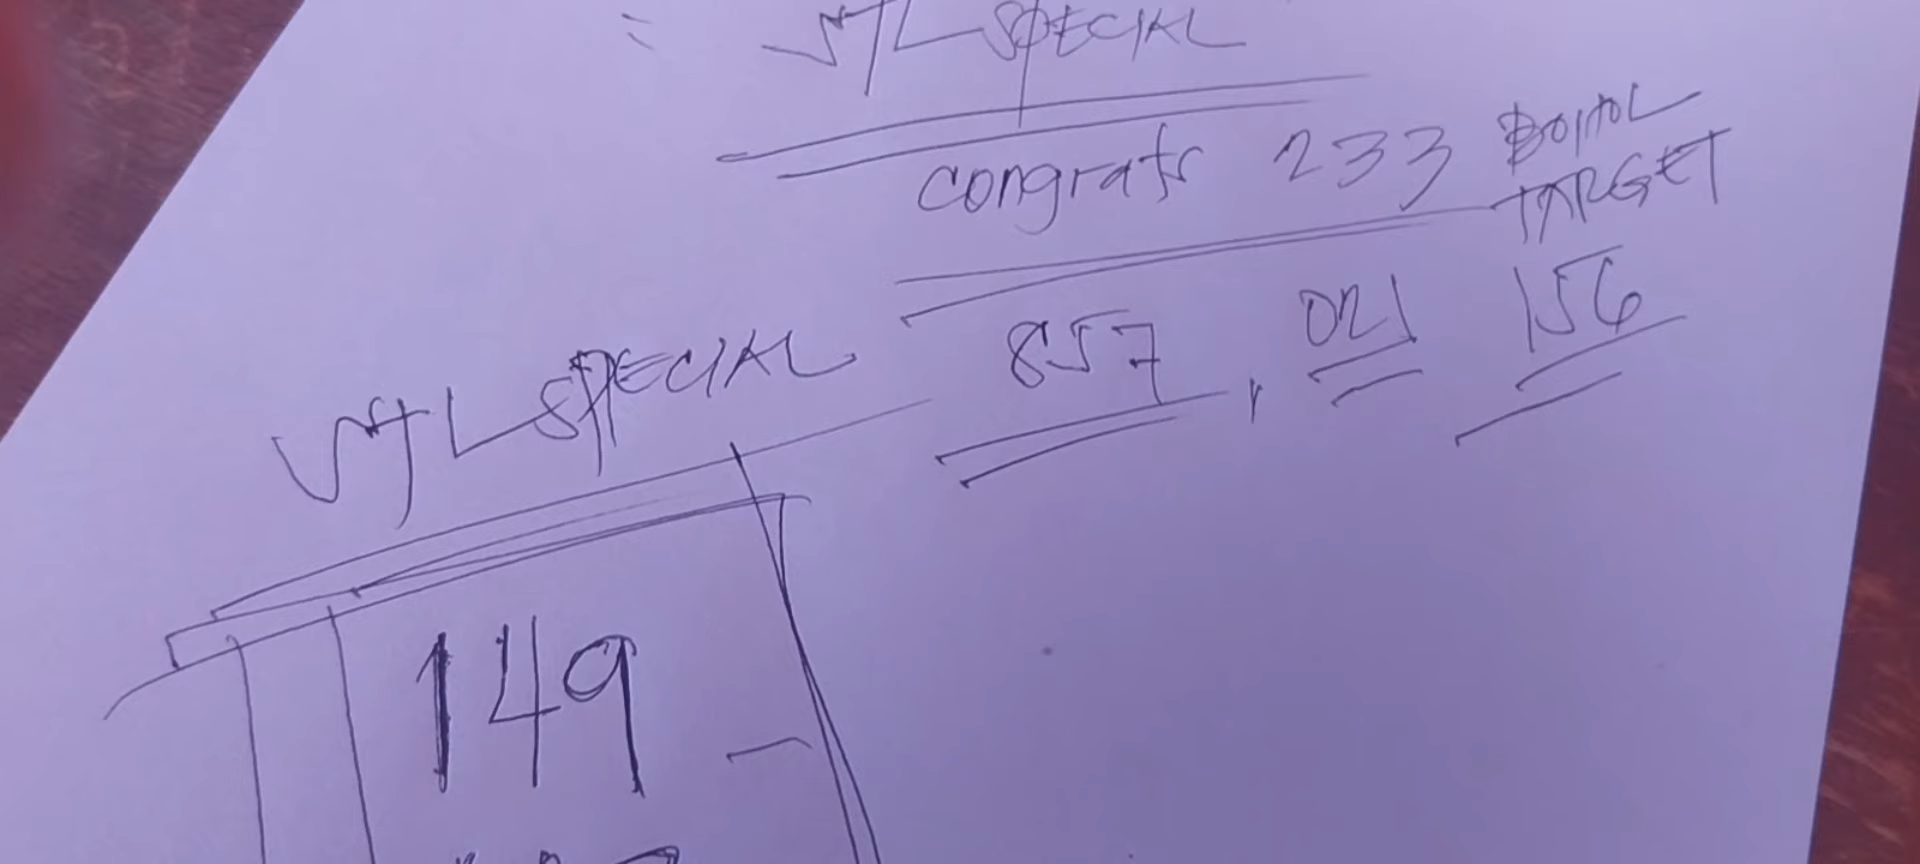 STL SPECIAL
congrats 233
TARGET
857, 021 156
STL SPECIAL
149